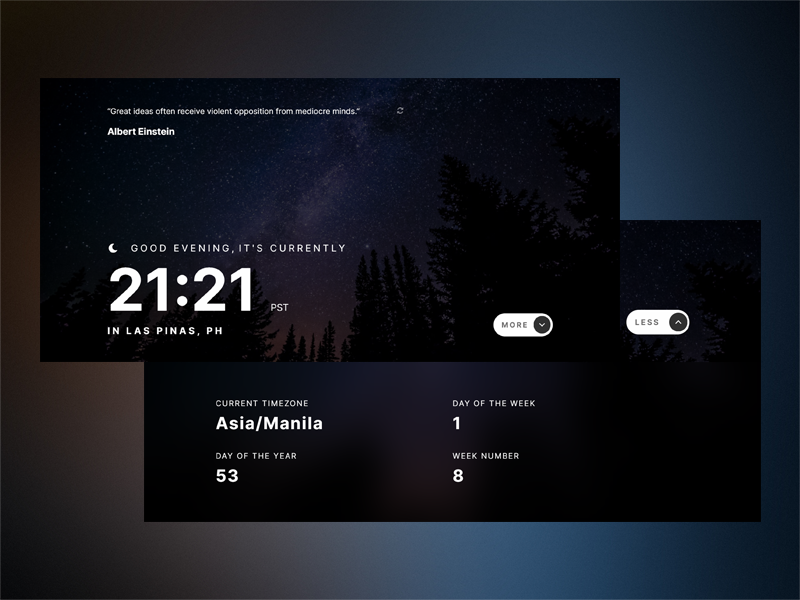 “Great ideas often receive violent opposition from mediocre minds.”
Albert Einstein
GOOD EVENING, IT'S CURRENTLY
21:21 PST
IN LAS PINAS, PH
MORE
LESS
CURRENT TIMEZONE
Asia/Manila
DAY OF THE WEEK
1
DAY OF THE YEAR
53
WEEK NUMBER
8